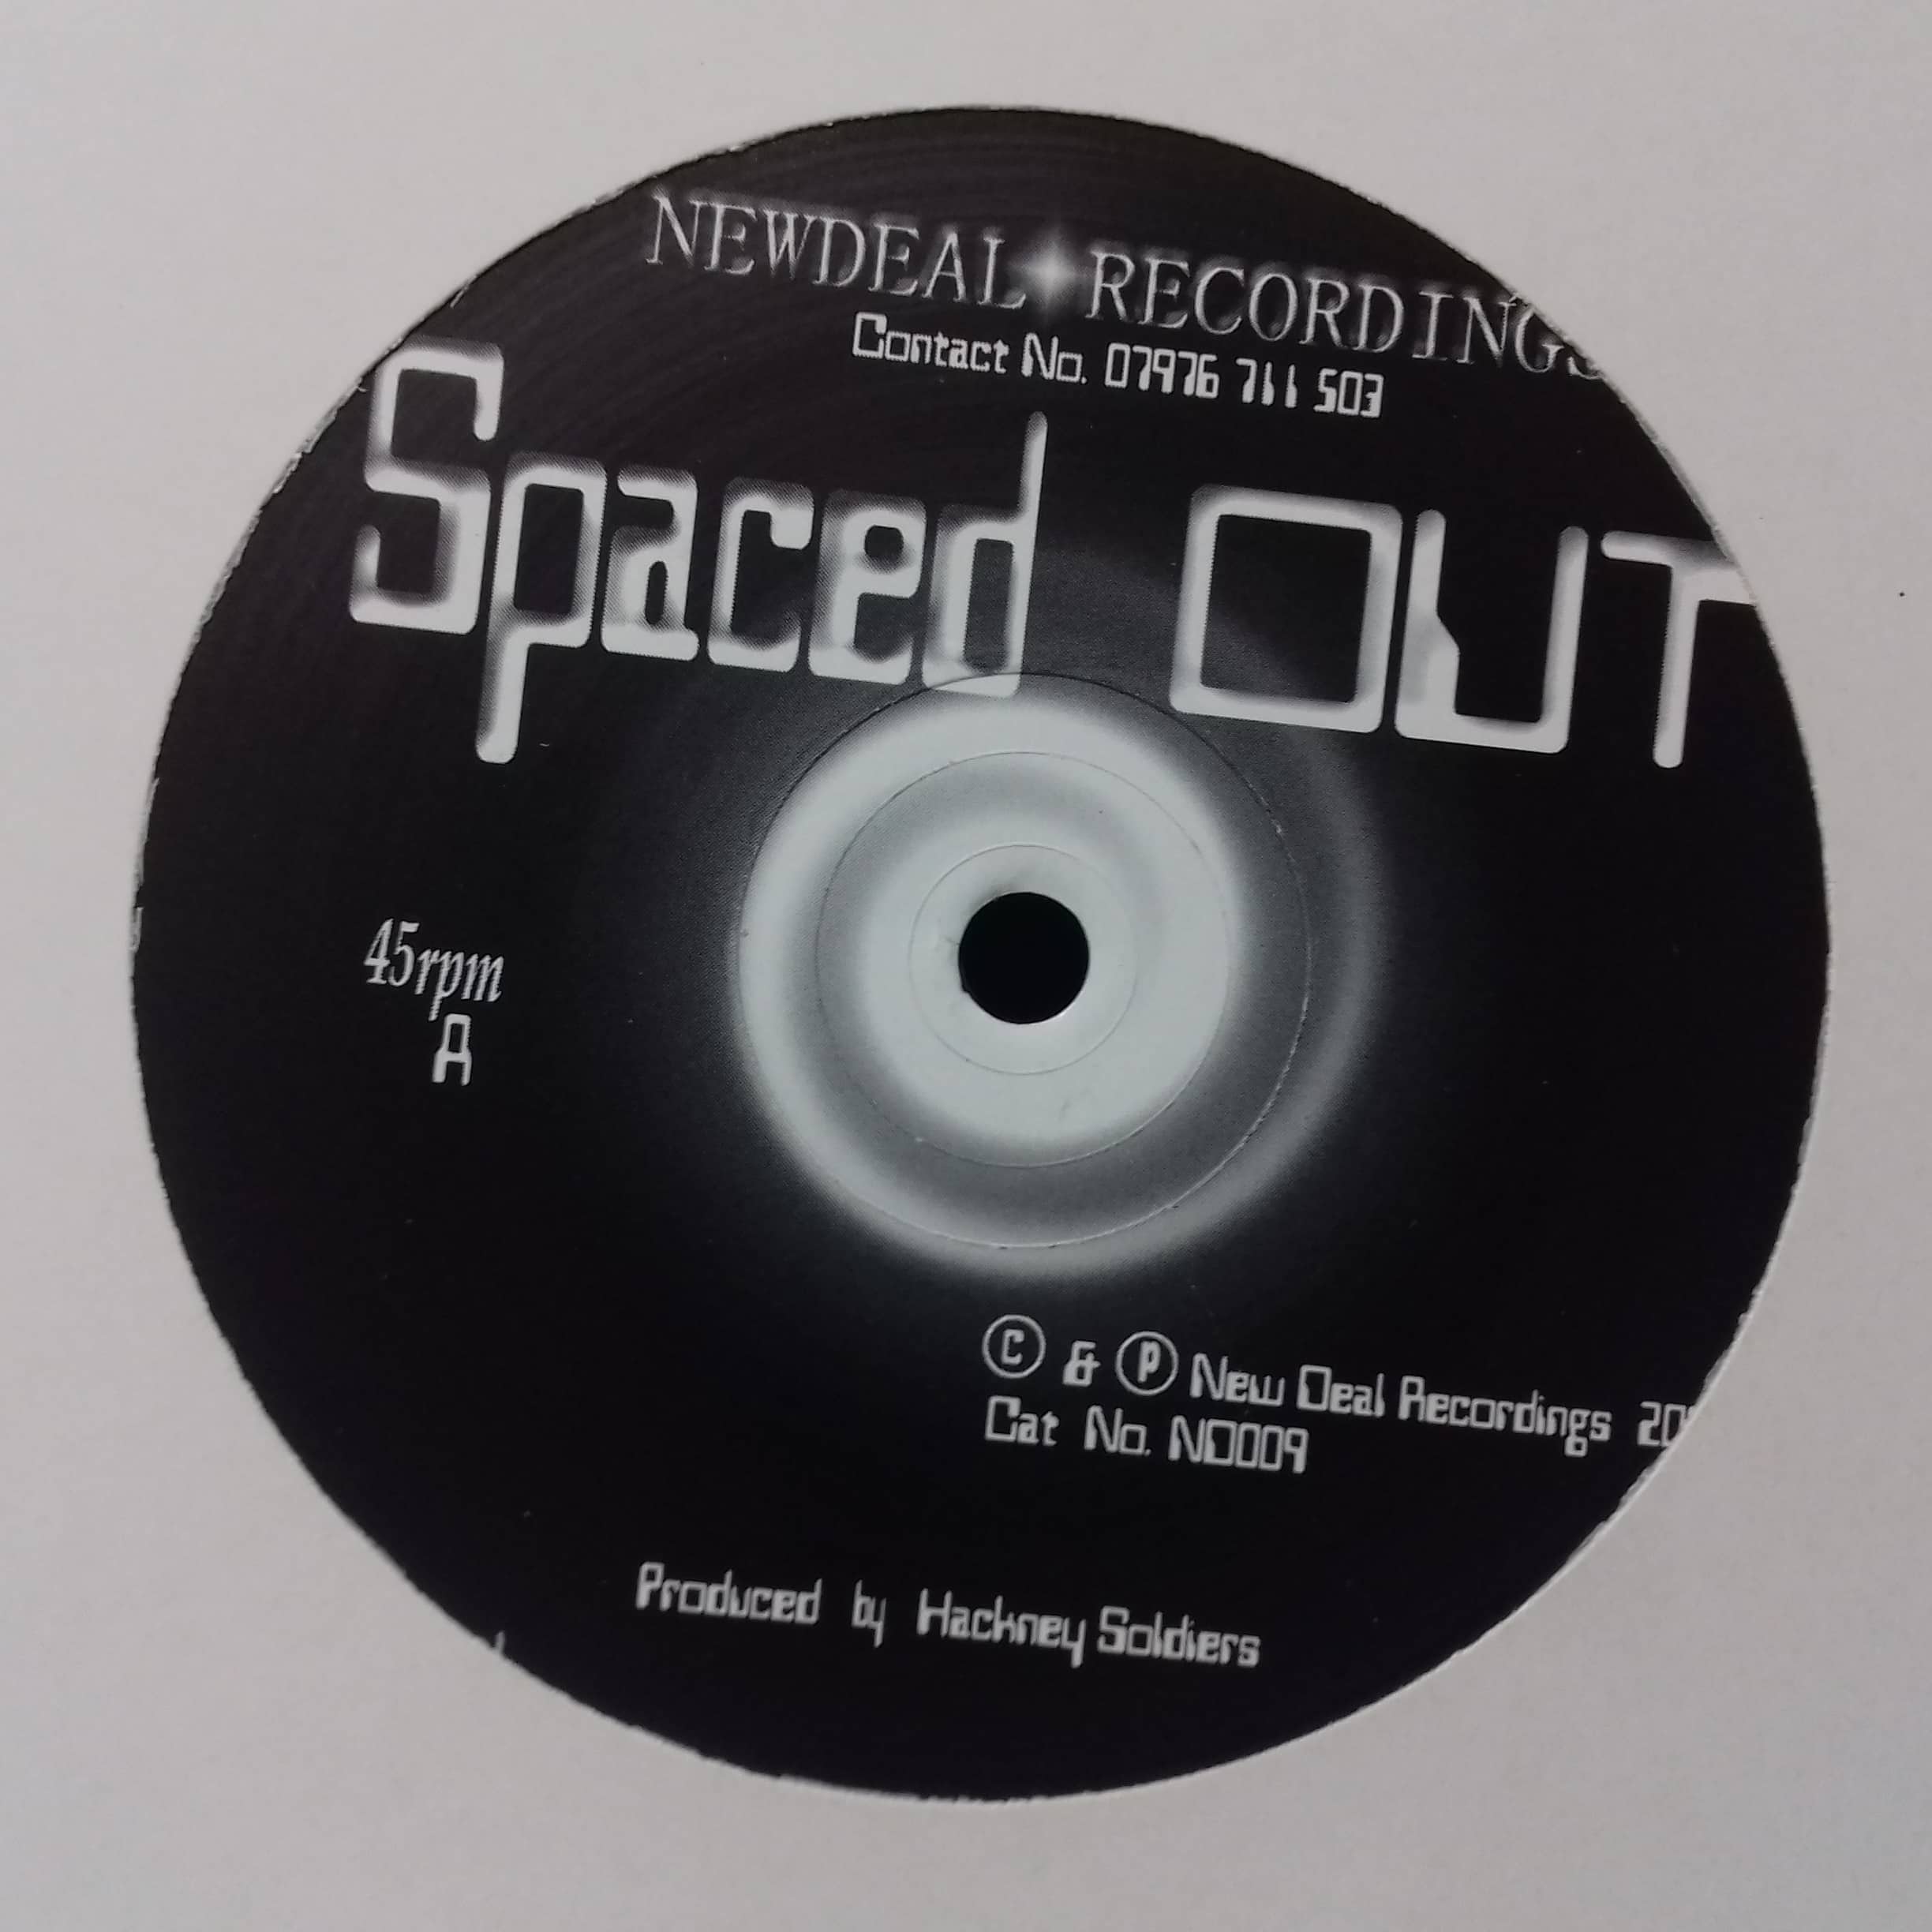 NEWDEAL RECORDINGS
Contact No. 07976 711 503
Spaced OUT
45rpm
A
© & ℗ New Deal Recordings
Cat No. ND009
Produced by Hackney Soldiers